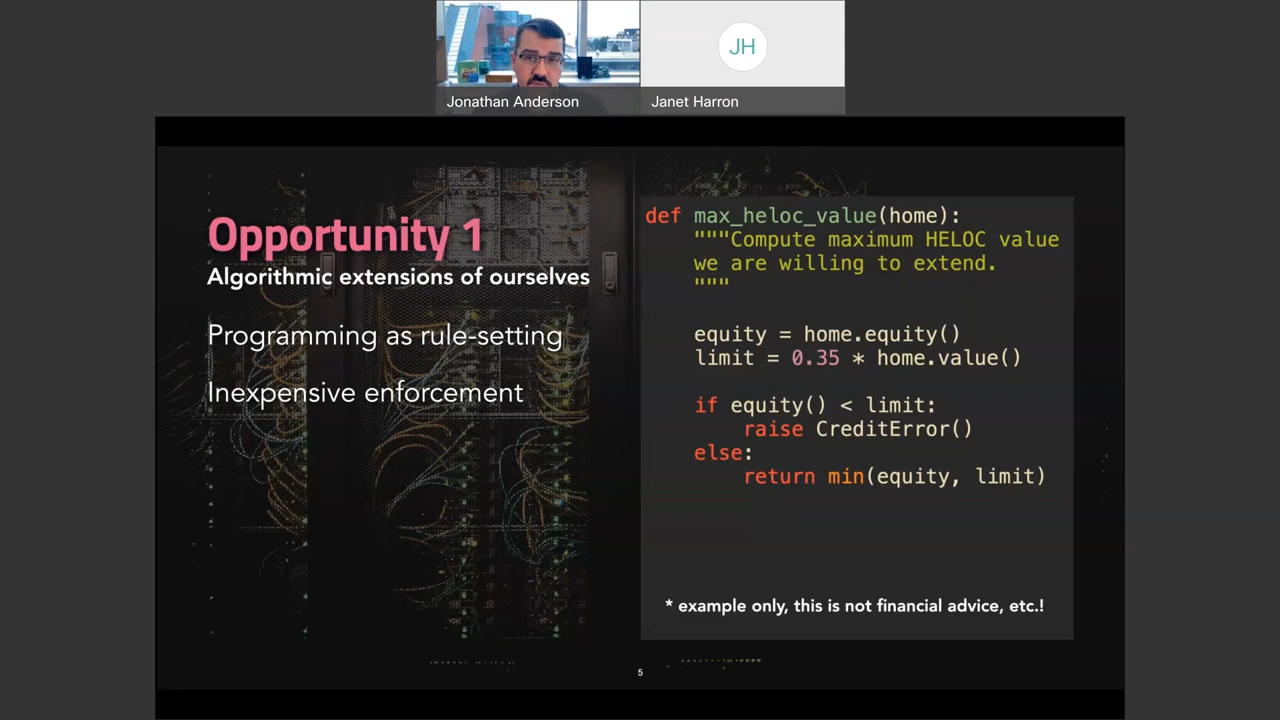 Jonathan Anderson
JH
Janet Harron
Opportunity 1
Algorithmic extensions of ourselves
Programming as rule-setting
Inexpensive enforcement
def max_heloc_value(home):
"""Compute maximum HELOC value
we are willing to extend.
"""
equity = home.equity()
limit = 0.35 * home.value()
if equity() < limit:
raise CreditError()
else:
return min(equity, limit)
* example only, this is not financial advice, etc.!
5